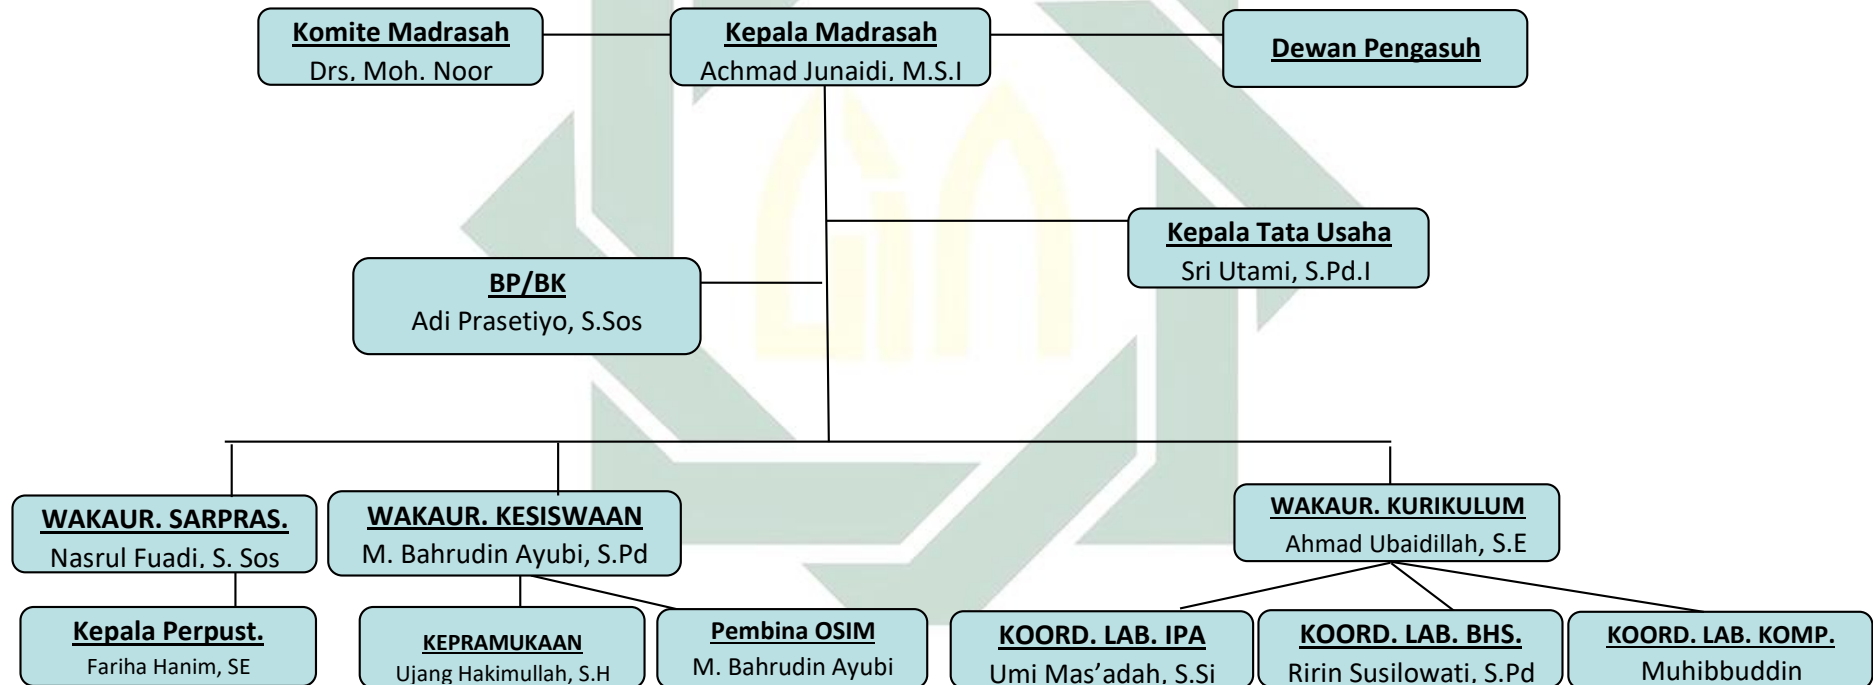 Komite Madrasah
Drs. Moh. Noor
Kepala Madrasah
Achmad Junaidi, M.S.I
Dewan Pengasuh
Kepala Tata Usaha
Sri Utami, S.Pd.I
BP/BK
Adi Prasetiyo, S.Sos
WAKAUR. SARPRAS.
Nasrul Fuadi, S. Sos
WAKAUR. KESISWAAN
M. Bahrudin Ayubi, S.Pd
WAKAUR. KURIKULUM
Ahmad Ubaidillah, S.E
Kepala Perpust.
Fariha Hanim, SE
KEPRAMUKAAN
Ujang Hakimullah, S.H
Pembina OSIM
M. Bahrudin Ayubi
KOORD. LAB. IPA
Umi Mas’adah, S.Si
KOORD. LAB. BHS.
Ririn Susilowati, S.Pd
KOORD. LAB. KOMP.
Muhibbuddin